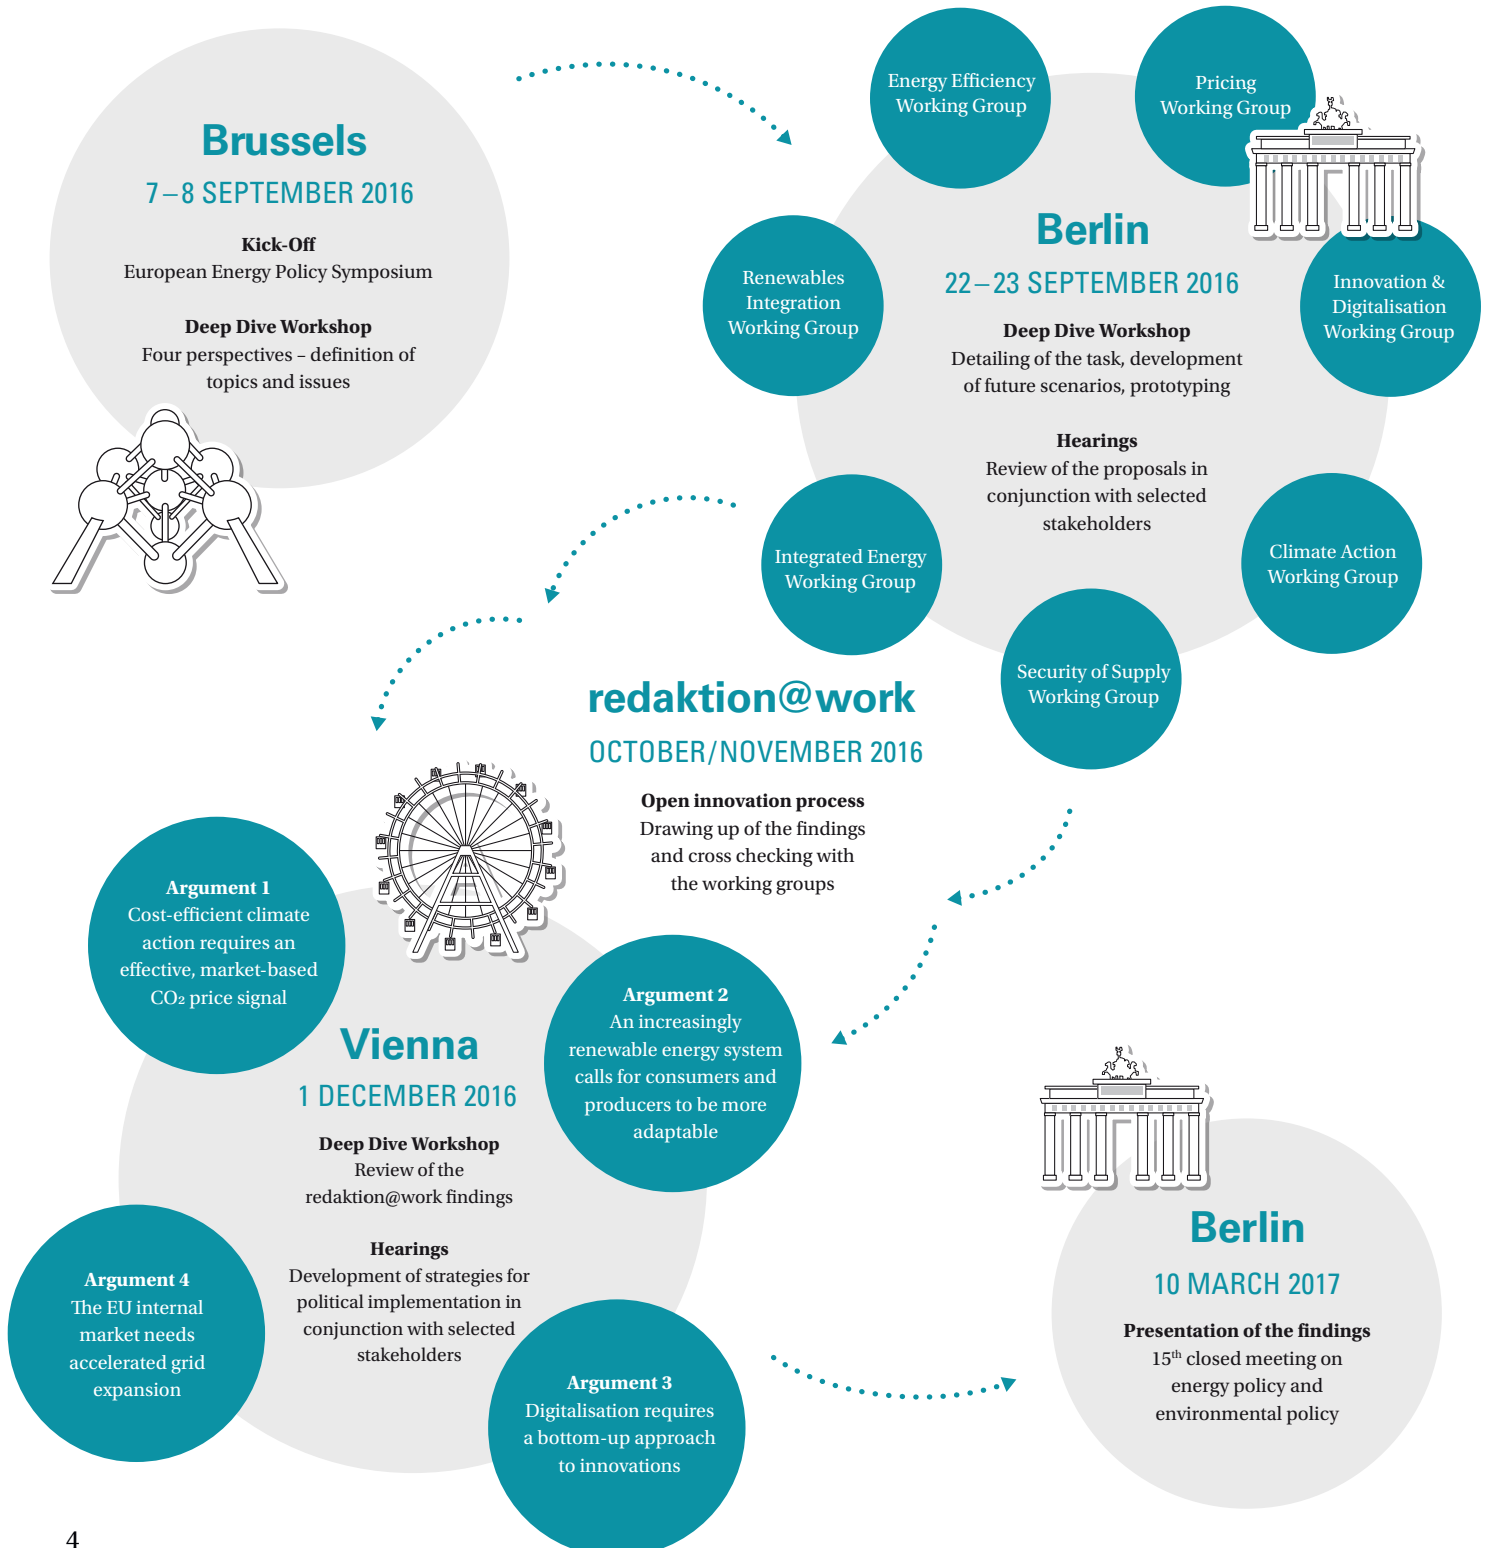 Brussels
7–8 SEPTEMBER 2016
Kick-Off
European Energy Policy Symposium
Deep Dive Workshop
Four perspectives – definition of
topics and issues
Energy Efficiency
Working Group
Pricing
Working Group
Renewables
Integration
Working Group
Berlin
22–23 SEPTEMBER 2016
Deep Dive Workshop
Detailing of the task, development
of future scenarios, prototyping
Hearings
Review of the proposals in
conjunction with selected
stakeholders
Innovation &
Digitalisation
Working Group
Integrated Energy
Working Group
Climate Action
Working Group
Security of Supply
Working Group
redaktion@work
OCTOBER/NOVEMBER 2016
Open innovation process
Drawing up of the findings
and cross checking with
the working groups
Argument 1
Cost-efficient climate
action requires an
effective, market-based
CO₂ price signal
Argument 2
An increasingly
renewable energy system
calls for consumers and
producers to be more
adaptable
Vienna
1 DECEMBER 2016
Deep Dive Workshop
Review of the
redaktion@work findings
Hearings
Development of strategies for
political implementation in
conjunction with selected
stakeholders
Argument 4
The EU internal
market needs
accelerated grid
expansion
Argument 3
Digitalisation requires
a bottom-up approach
to innovations
Berlin
10 MARCH 2017
Presentation of the findings
15th closed meeting on
energy policy and
environmental policy
4